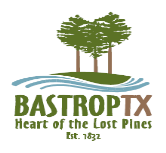 BASTROPTX
Heart of the Lost Pines
Est. 1832